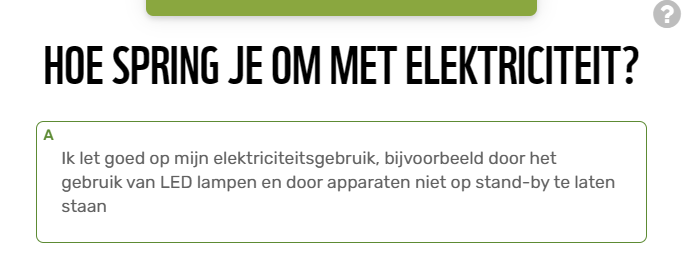 ?
HOE SPRING JE OM MET ELEKTRICITEIT?
A
Ik let goed op mijn elektriciteitsgebruik, bijvoorbeeld door het
gebruik van LED lampen en door apparaten niet op stand-by te laten
staan